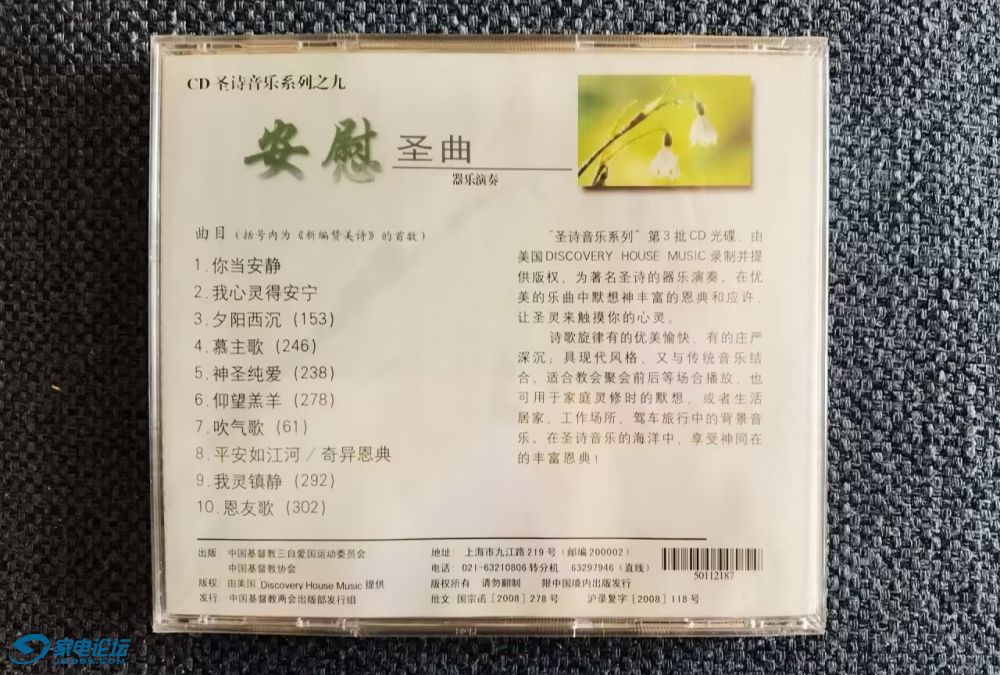 CD 圣诗音乐系列之九
安慰 圣曲
器乐演奏
曲目（括号内为《新编赞美诗》的首数）
1.你当安静
2.我心灵得安宁
3.夕阳西沉 (153)
4.慕主歌 (246)
5.神圣纯爱 (238)
6.仰望羔羊 (278)
7.吹气歌 (61)
8.平安如江河 / 奇异恩典
9.我灵镇静 (292)
10.恩友歌 (302)
“圣诗音乐系列”第3批CD光碟，由
美国DISCOVERY HOUSE MUSIC录制并提
供版权，为著名圣诗的器乐演奏。在优
美的乐曲中默想神丰富的恩典和应许，
让圣灵来触摸你的心灵。
诗歌旋律有的优美愉快，有的庄严
深沉；具现代风格，又与传统音乐结
合。适合教会聚会前后等场合播放，也
可用于家庭灵修时的默想，或者生活
居家、工作场所、驾车旅行中的背景音
乐。在圣诗音乐的海洋中，享受神同在
的丰富恩典！
出版：中国基督教三自爱国运动委员会
中国基督教协会
版权：由美国 Discovery House Music 提供
发行：中国基督教两会出版部发行组
地址：上海市九江路219号（邮编200002）
电话：021-63210806转分机 63297946（直线）
版权所有 请勿翻制 限中国境内出版发行
批文：国宗函［2008］278号 沪录复字［2008］118号
50112187
家电论坛
JDBBS.COM